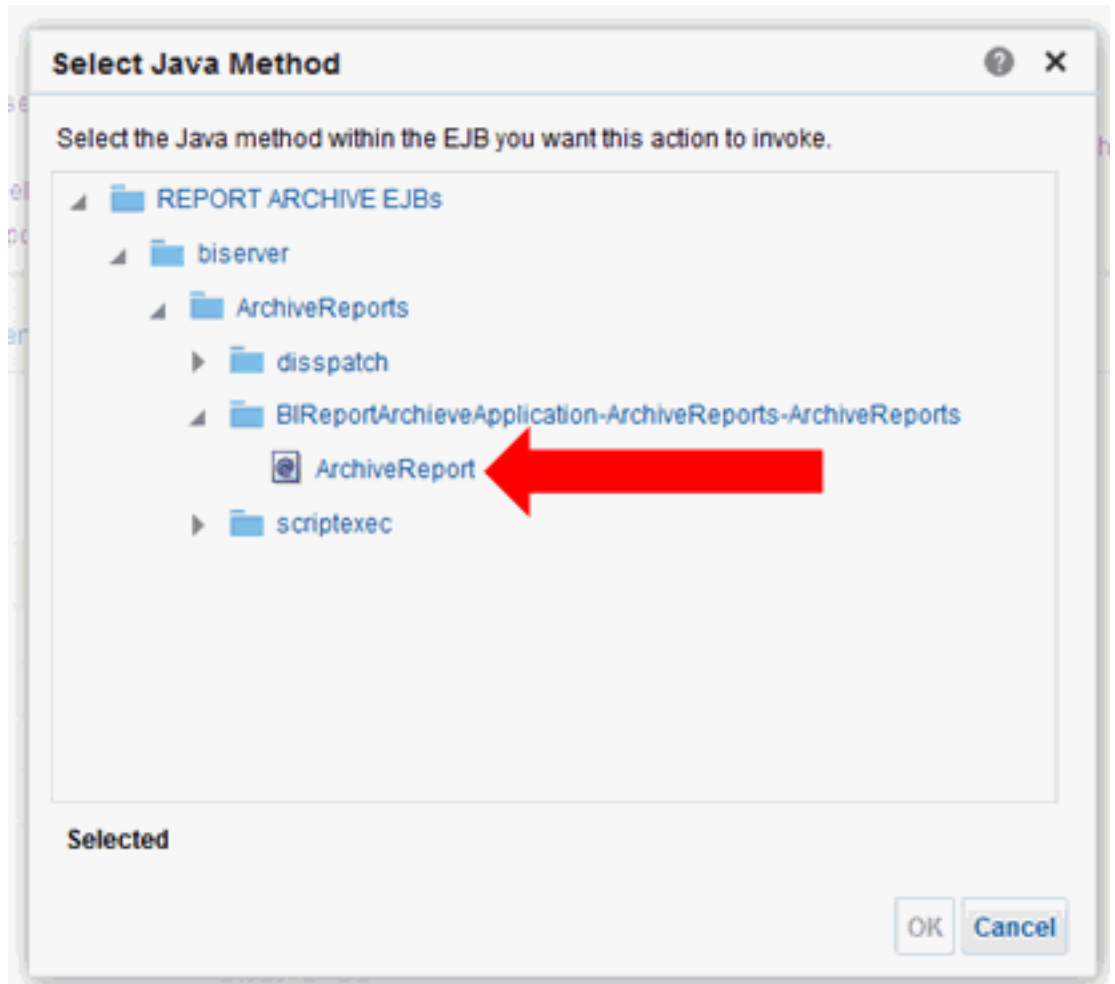 Select Java Method
Select the Java method within the EJB you want this action to invoke.
REPORT ARCHIVE EJBs
biserver
ArchiveReports
disspatch
BIReportArchieveApplication-ArchiveReports-ArchiveReports
ArchiveReport
scriptexec
Selected
OK Cancel